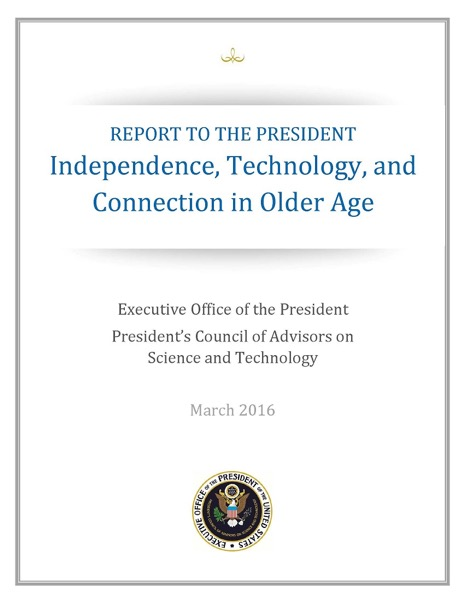 REPORT TO THE PRESIDENT
Independence, Technology, and
Connection in Older Age
Executive Office of the President
President’s Council of Advisors on
Science and Technology
March 2016
EXECUTIVE OFFICE OF THE PRESIDENT OF THE UNITED STATES